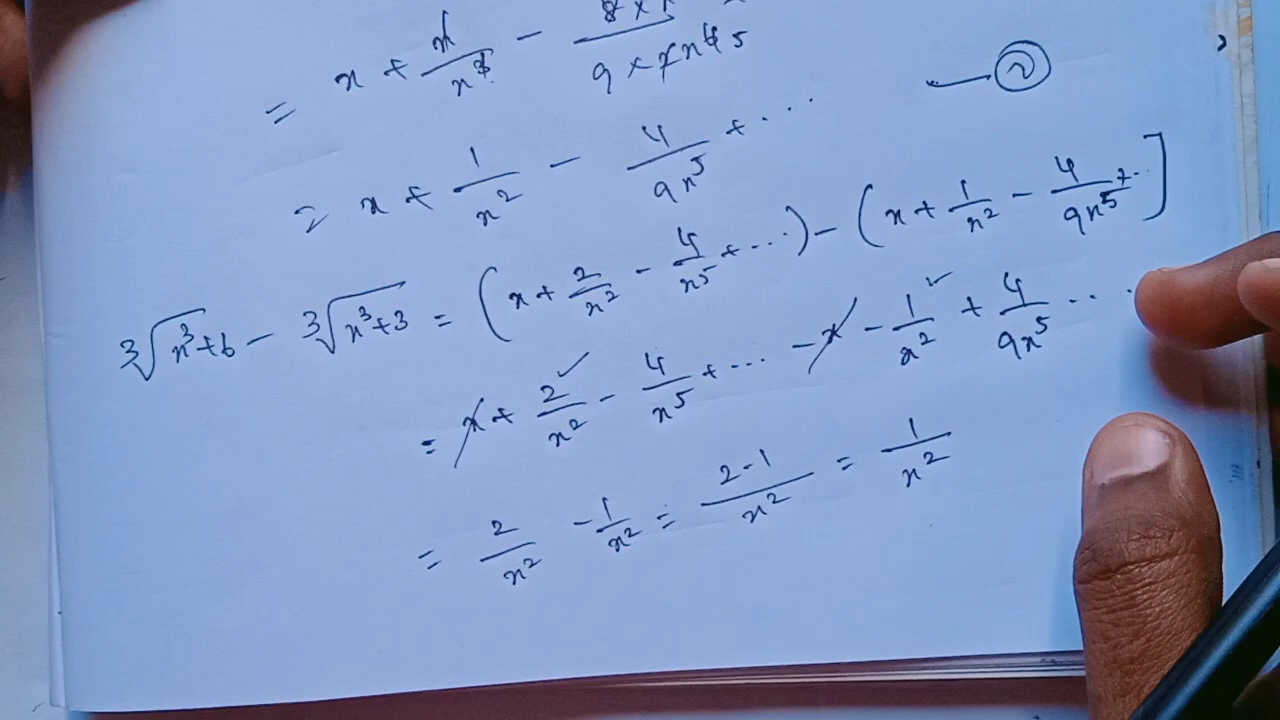 = x + x/x³ - 9 × x⁴ 5
= x + 1/x² - 4/9x⁵ + ... — ②
∛(x³+6) - ∛(x³+3) = (x + 2/x² - 4/x⁵ + ...) - (x + 1/x² - 4/9x⁵ + ..]
= x + 2/x² - 4/x⁵ + ... - x - 1/x² + 4/9x⁵ ...
= 2/x² - 1/x² = 2-1/x² = 1/x²